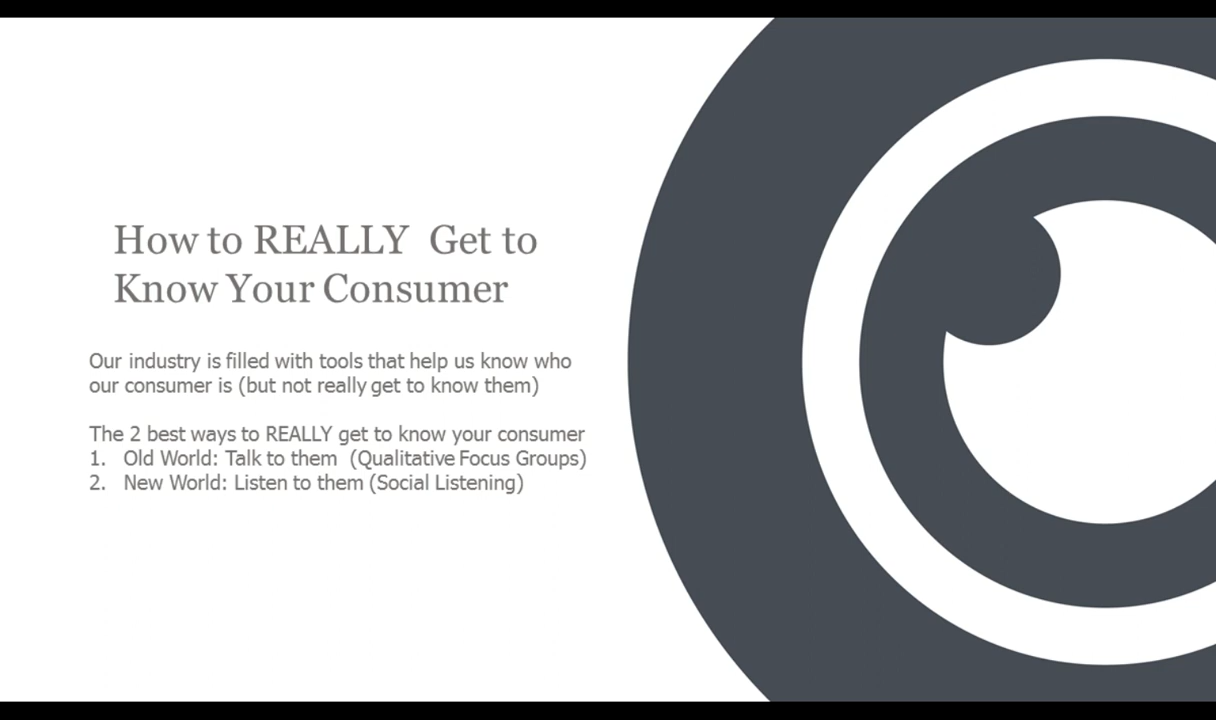 How to REALLY  Get to
Know Your Consumer
Our industry is filled with tools that help us know who
our consumer is (but not really get to know them)
The 2 best ways to REALLY get to know your consumer
1. Old World: Talk to them  (Qualitative Focus Groups)
2. New World: Listen to them (Social Listening)